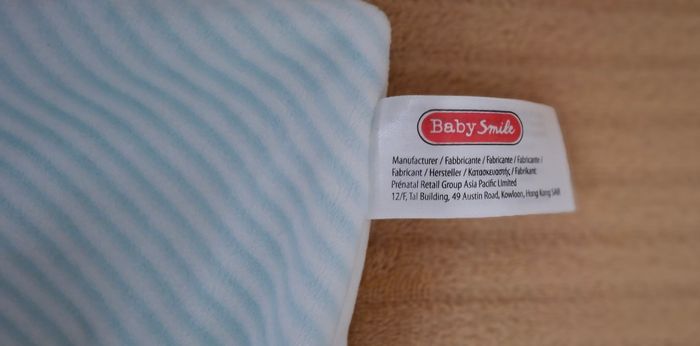 Baby Smile
Manufacturer / Fabbricante / Fabricante / Fabricante /
Fabricant / Hersteller / Κατασκευαστής / Fabrikant
Prénatal Retail Group Asia Pacific Limited
12/F, Tal Building, 49 Austin Road, Kowloon, Hong Kong SAR